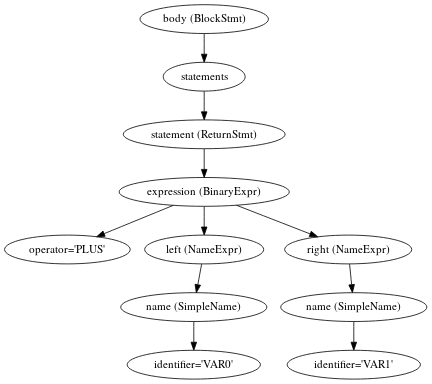 body (BlockStmt)
statements
statement (ReturnStmt)
expression (BinaryExpr)
operator='PLUS'
left (NameExpr)
right (NameExpr)
name (SimpleName)
name (SimpleName)
identifier='VAR0'
identifier='VAR1'